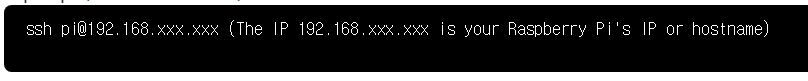 ssh pi@192.168.xxx.xxx (The IP 192.168.xxx.xxx is your Raspberry Pi's IP or hostname)